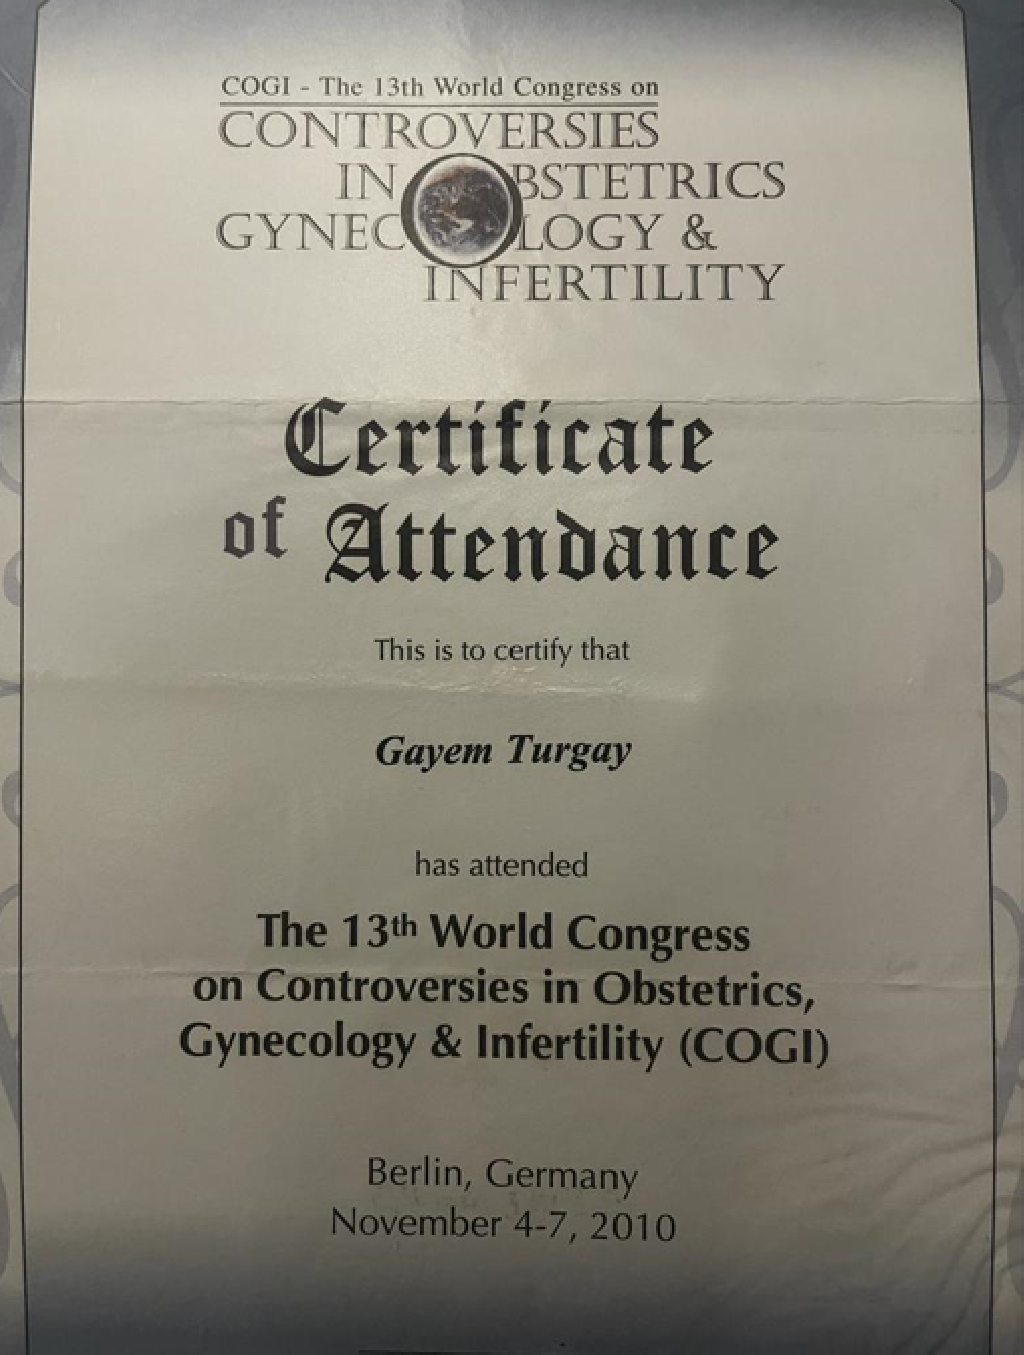 COGI - The 13th World Congress on
CONTROVERSIES
IN OBSTETRICS
GYNECOLOGY &
INFERTILITY
Certificate
of Attendance
This is to certify that
Gayem Turgay
has attended
The 13th World Congress
on Controversies in Obstetrics,
Gynecology & Infertility (COGI)
Berlin, Germany
November 4-7, 2010